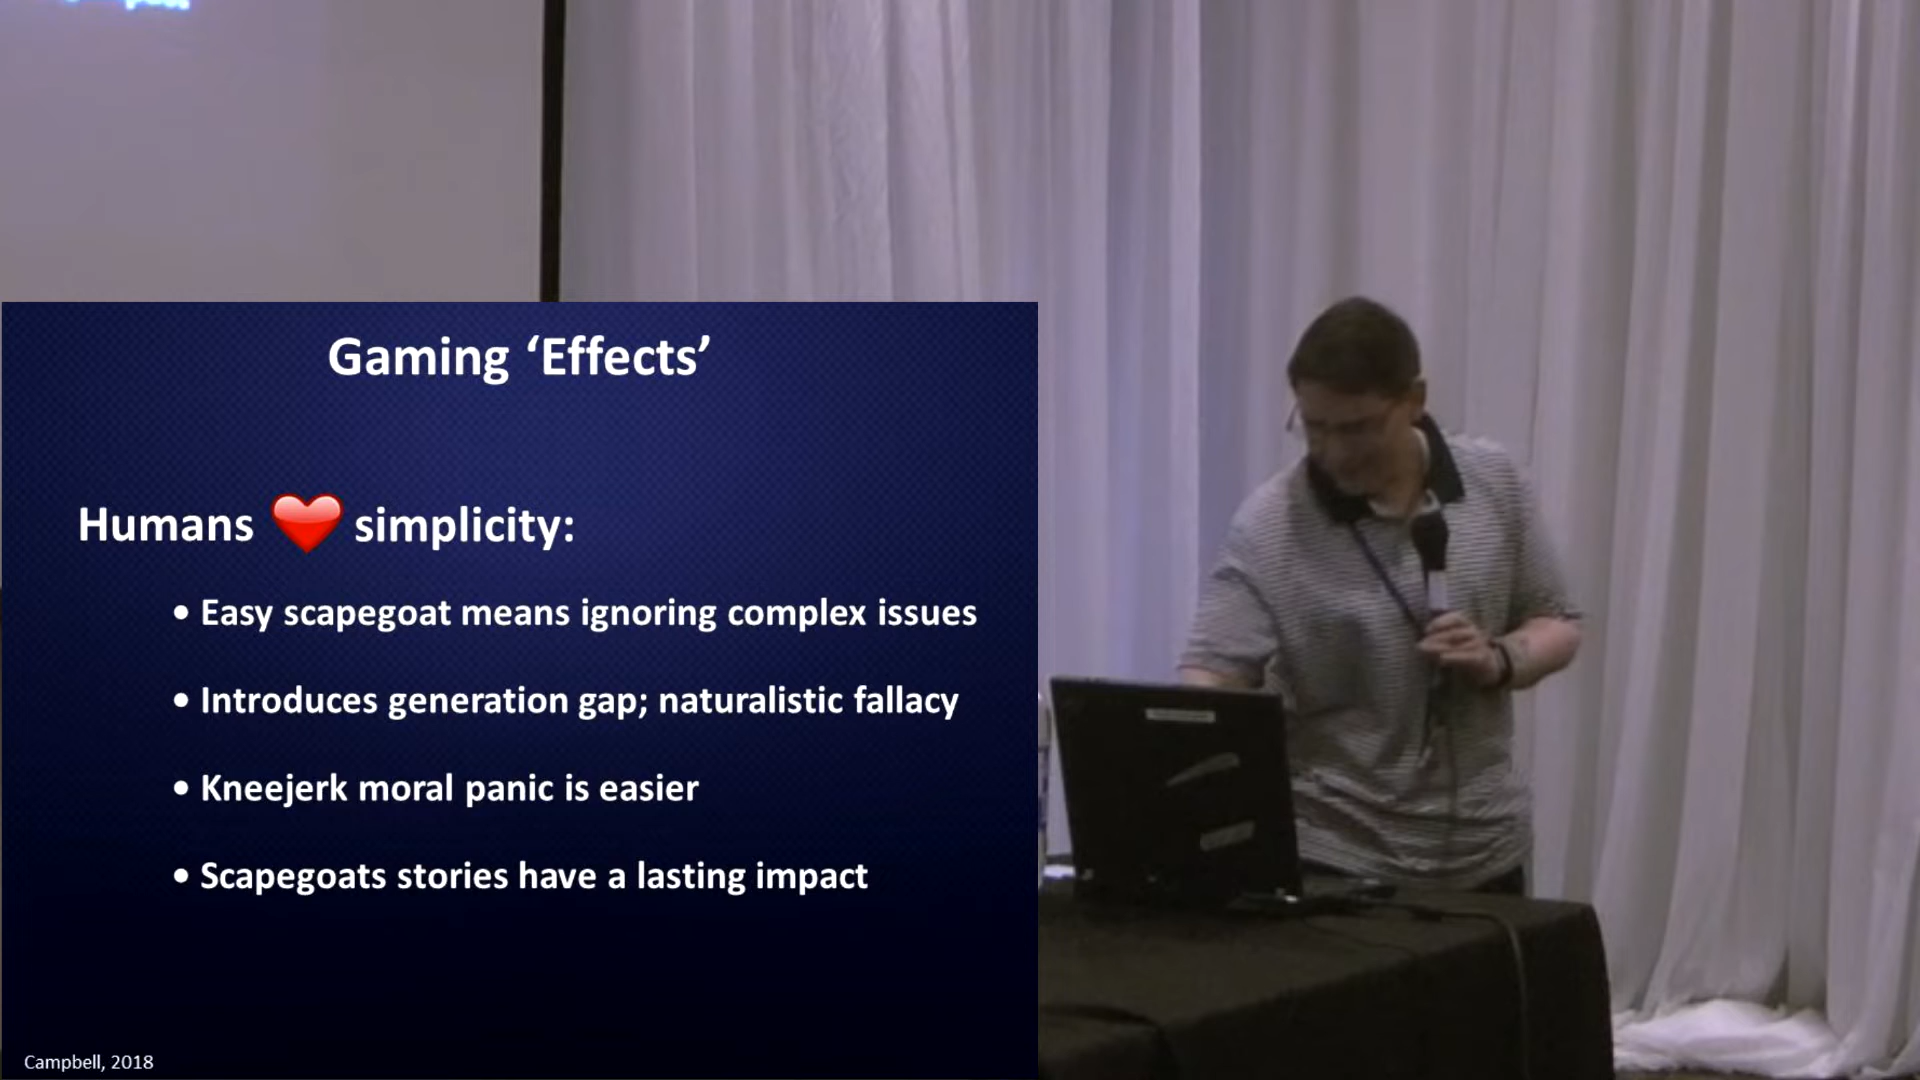 Gaming ‘Effects’
Humans ❤ simplicity:
• Easy scapegoat means ignoring complex issues
• Introduces generation gap; naturalistic fallacy
• Kneejerk moral panic is easier
• Scapegoats stories have a lasting impact
Campbell, 2018